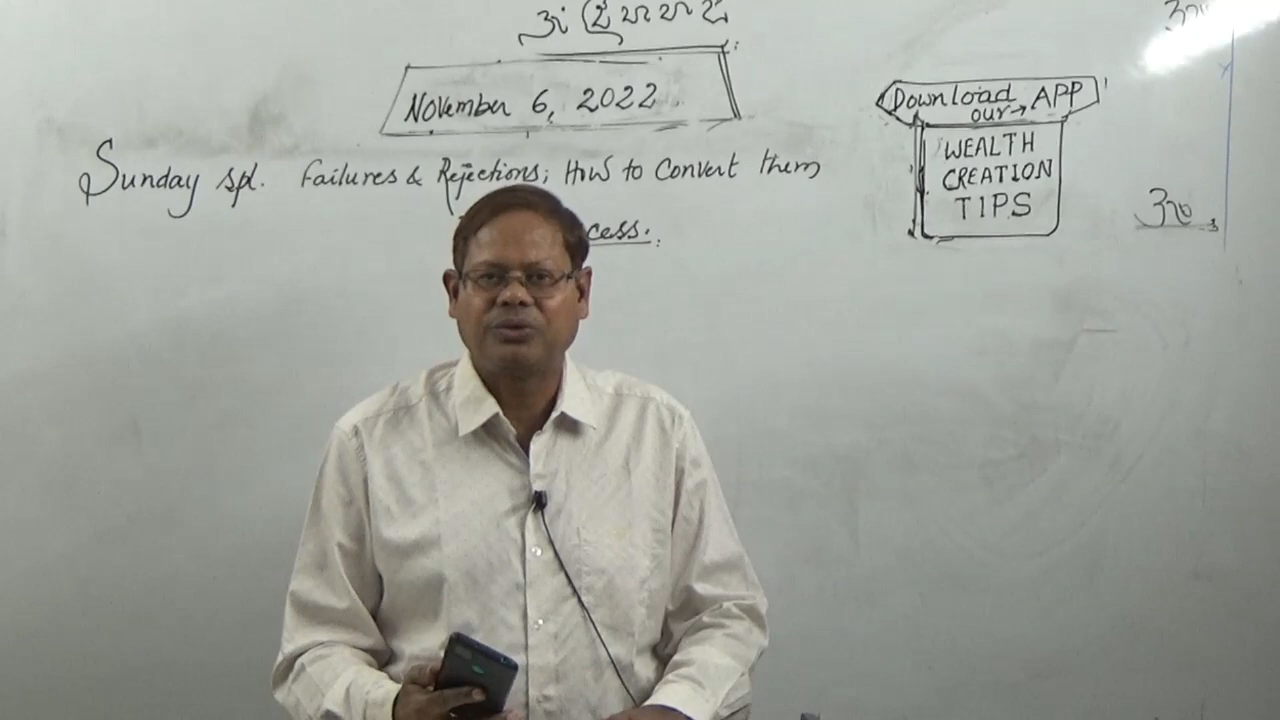 November 6, 2022
Sunday spl. Failures & Rejections; How to Convert them
cess.
Download
our → APP
WEALTH
CREATION
TIPS